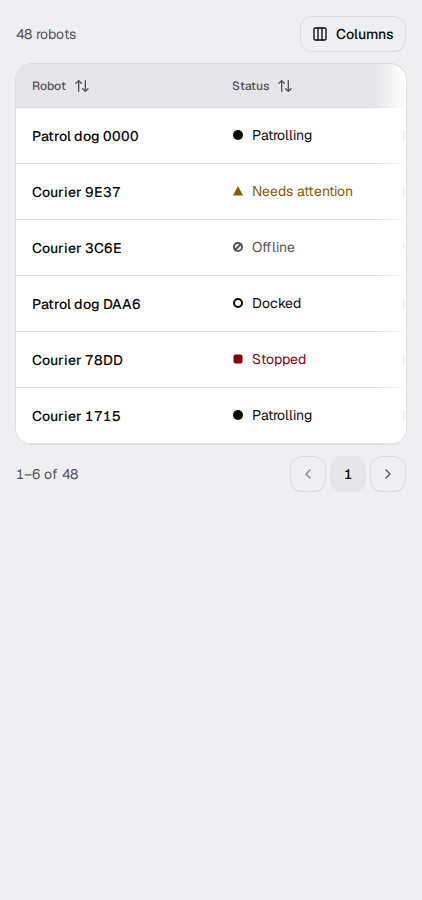 48 robots
Columns
Robot Status
Patrol dog 0000 Patrolling
Courier 9E37 Needs attention
Courier 3C6E Offline
Patrol dog DAA6 Docked
Courier 78DD Stopped
Courier 1715 Patrolling
1–6 of 48
1